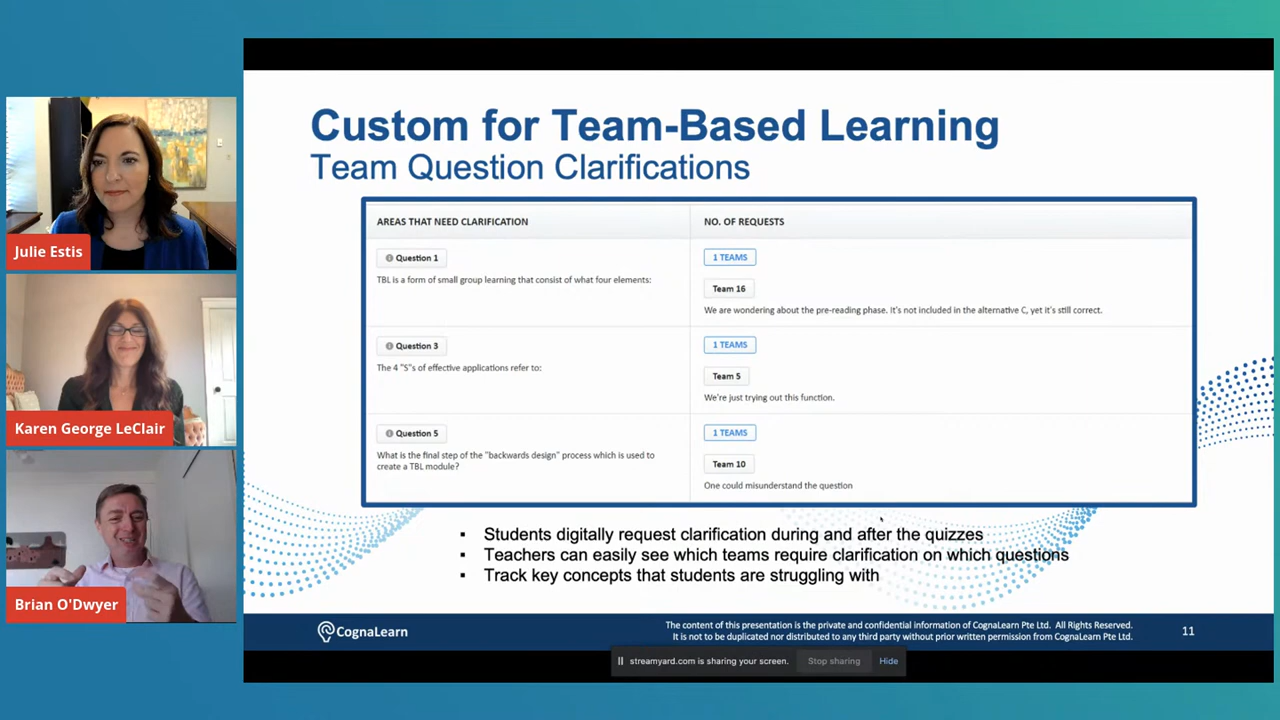 Custom for Team-Based Learning
Team Question Clarifications
AREAS THAT NEED CLARIFICATION
NO. OF REQUESTS
Question 1
TBL is a form of small group learning that consist of what four elements:
1 TEAMS
Team 16
We are wondering about the pre-reading phase. It's not included in the alternative C, yet it's still correct.
Question 3
The 4 "S"s of effective applications refer to:
1 TEAMS
Team 5
We're just trying out this function.
Question 5
What is the final step of the "backwards design" process which is used to
create a TBL module?
1 TEAMS
Team 10
One could misunderstand the question
▪ Students digitally request clarification during and after the quizzes
▪ Teachers can easily see which teams require clarification on which questions
▪ Track key concepts that students are struggling with
CognaLearn
The content of this presentation is the private and confidential information of CognaLearn Pte Ltd. All Rights Reserved.
It is not to be duplicated nor distributed to any third party without prior written permission from CognaLearn Pte Ltd.
11
streamyard.com is sharing your screen.
Stop sharing
Hide
Julie Estis
Karen George LeClair
Brian O'Dwyer